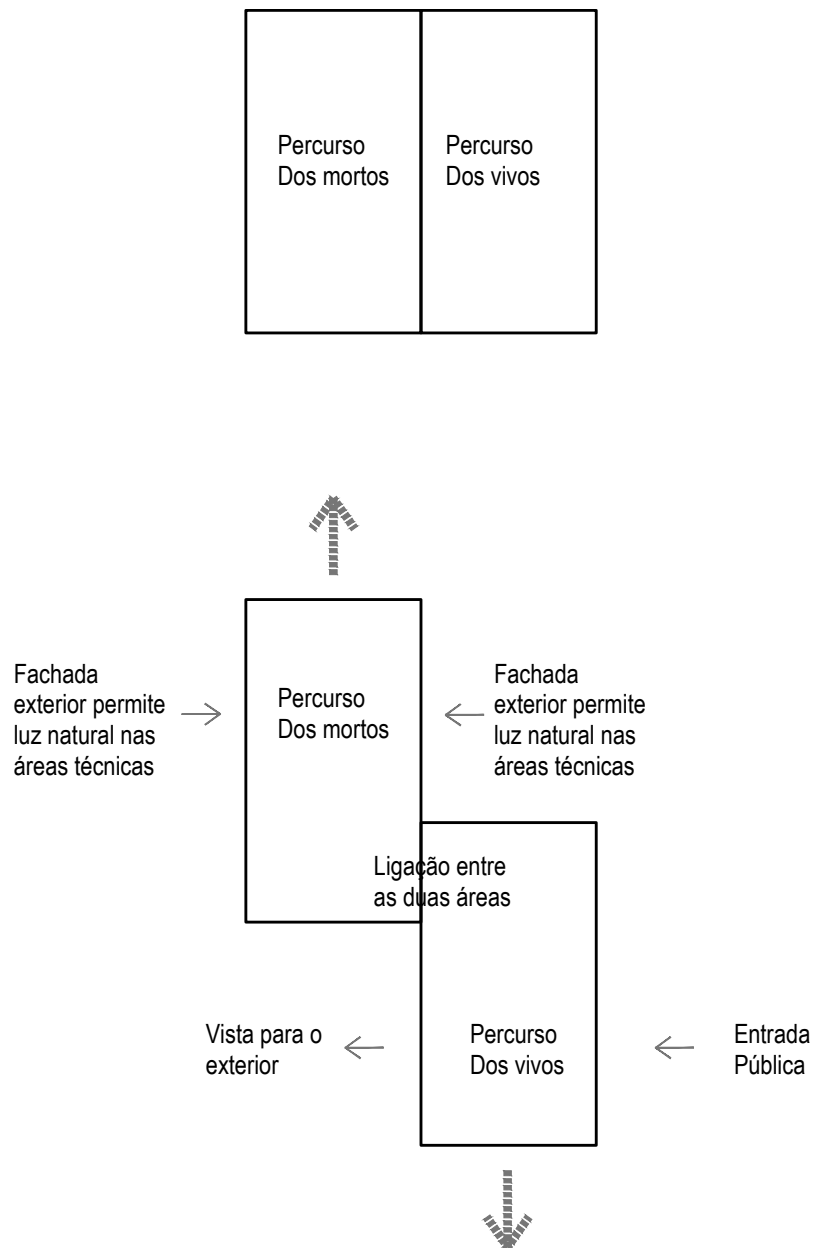 Percurso
Dos mortos
Percurso
Dos vivos
Fachada
exterior permite
luz natural nas
áreas técnicas
Percurso
Dos mortos
Fachada
exterior permite
luz natural nas
áreas técnicas
Ligação entre
as duas áreas
Vista para o
exterior
Percurso
Dos vivos
Entrada
Pública